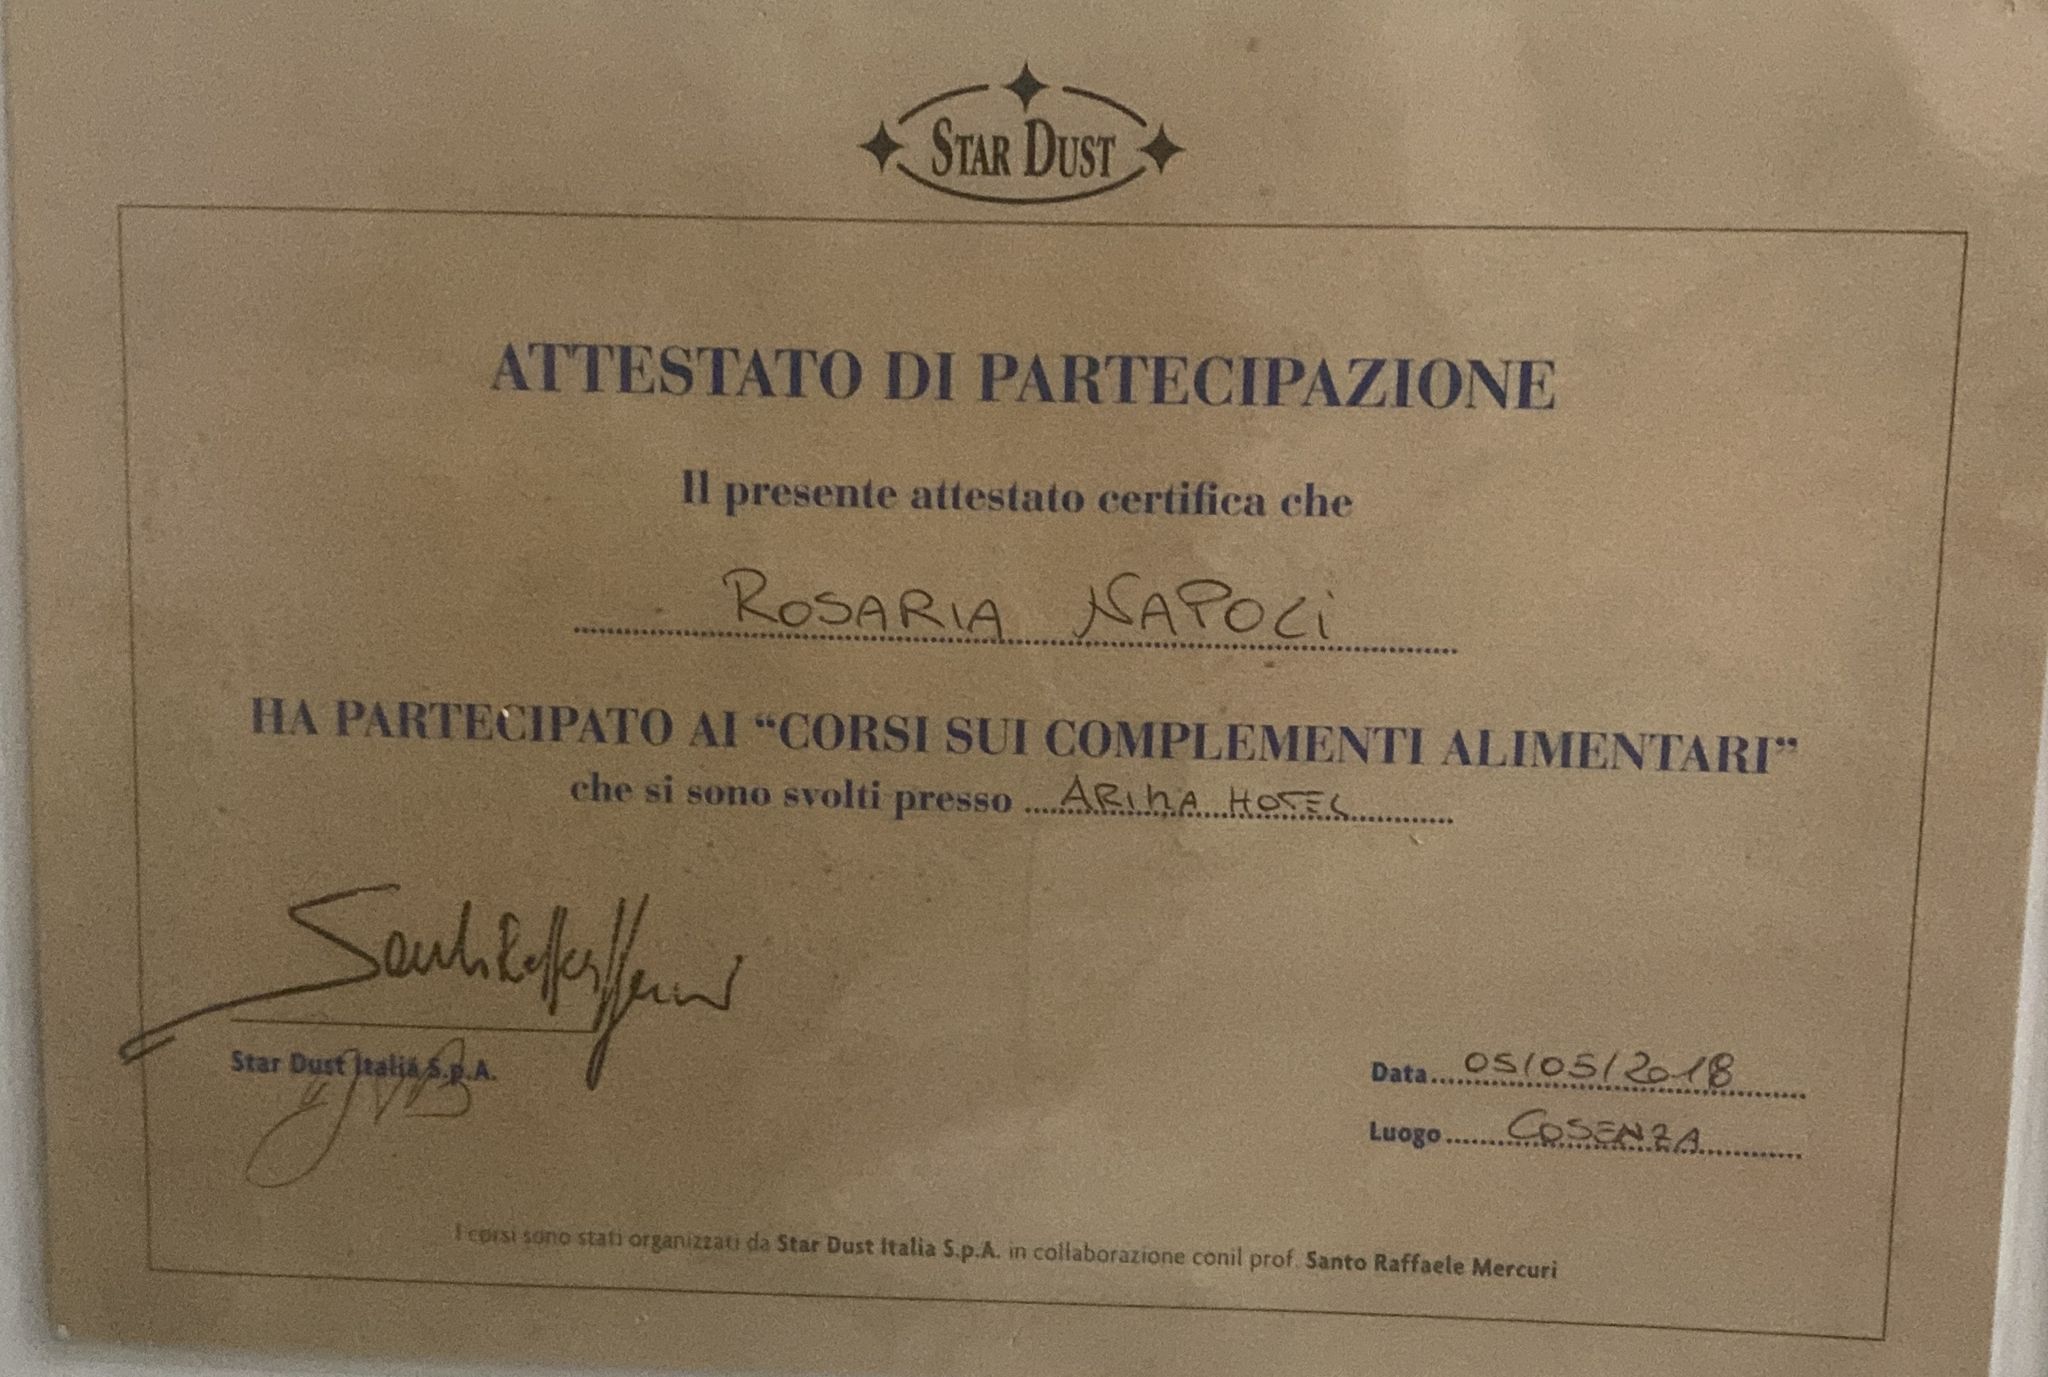 STAR DUST
ATTESTATO DI PARTECIPAZIONE
Il presente attestato certifica che
ROSARIA NAPOLI
HA PARTECIPATO AI “CORSI SUI COMPLEMENTI ALIMENTARI”
che si sono svolti presso ARIHA HOTEL
Star Dust Italia S.p.A.
Data 05/05/2018
Luogo COSENZA
I corsi sono stati organizzati da Star Dust Italia S.p.A. in collaborazione conil prof. Santo Raffaele Mercuri